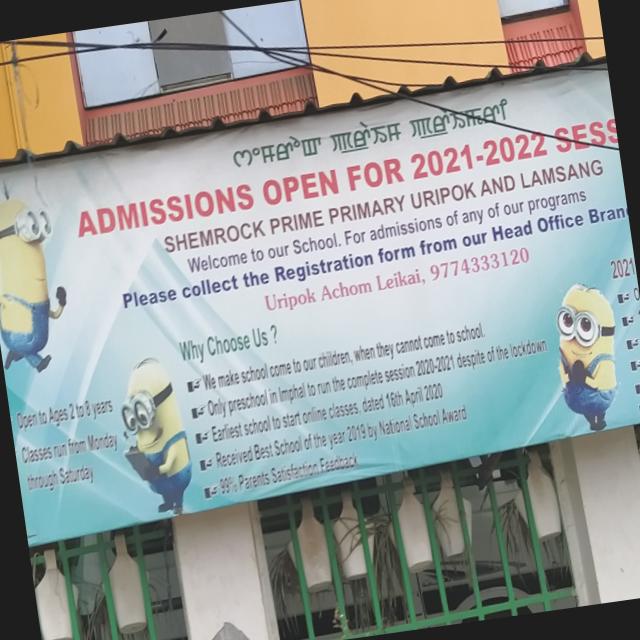 ADMISSIONS OPEN FOR 2021-2022 SESS
SHEMROCK PRIME PRIMARY URIPOK AND LAMSANG
Welcome to our School. For admissions of any of our programs
Please collect the Registration form from our Head Office Bran
Uripok Achom Leikai, 9774333120
Why Choose Us ?
We make school come to our children, when they cannot come to school.
Only preschool in Imphal to run the complete session 2020-2021 despite of the lockdown
Earliest school to start online classes, dated 16th April 2020
Received Best School of the year 2019 by National School Award
99% Parents Satisfaction Feedback
Open to Ages 2 to 8 years
Classes run from Monday
through Saturday
2021